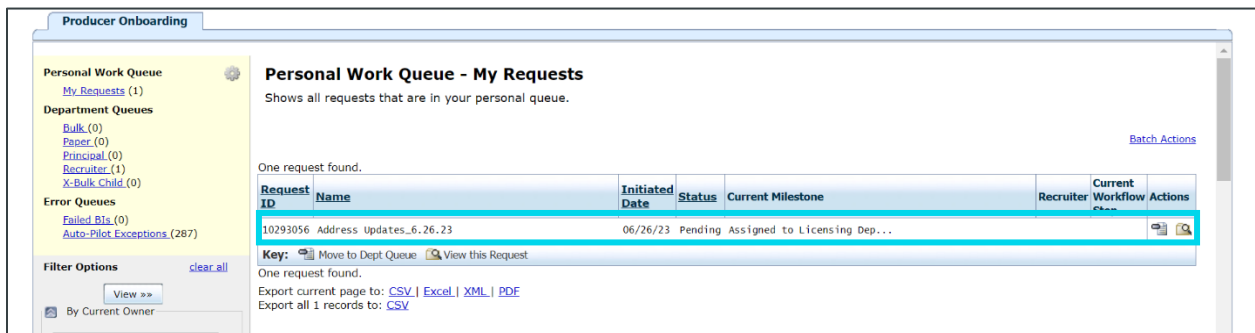 Producer Onboarding
Personal Work Queue
My Requests (1)
Department Queues
Bulk (0)
Paper (0)
Principal (0)
Recruiter (1)
X-Bulk Child (0)
Error Queues
Failed BIs (0)
Auto-Pilot Exceptions (287)
Filter Options clear all
View »»
By Current Owner
Personal Work Queue - My Requests
Shows all requests that are in your personal queue.
Batch Actions
One request found.
Request ID Name Initiated Date Status Current Milestone Recruiter Current Workflow Step Actions
10293056 Address Updates_6.26.23 06/26/23 Pending Assigned to Licensing Dep...
Key: Move to Dept Queue View this Request
One request found.
Export current page to: CSV | Excel | XML | PDF
Export all 1 records to: CSV